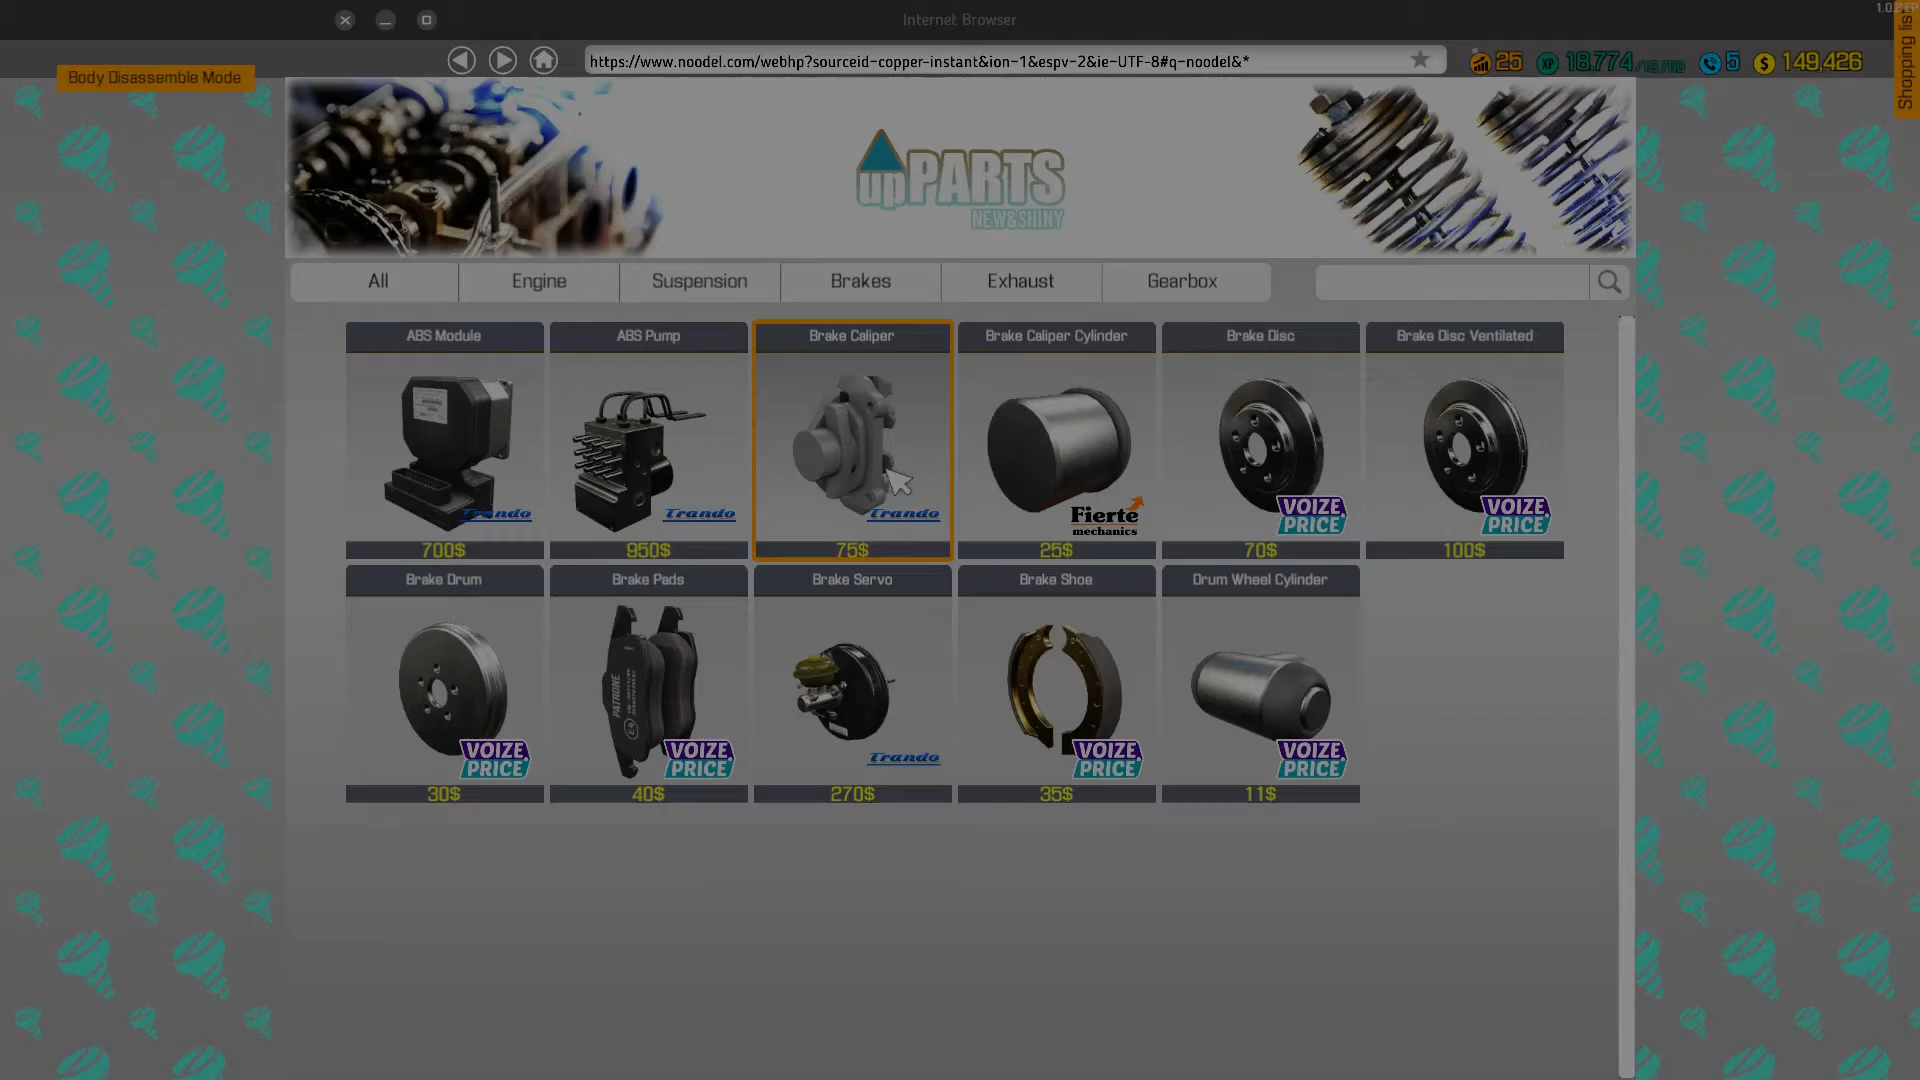 Internet Browser
Shopping list
https://www.noodel.com/webhp?sourceid-copper-instant&ion-1&espv-2&ie-UTF-8#q-noodel&*
25
18,774
5
149,426
Body Disassemble Mode
upPARTS
NEW&SHINY
All
Engine
Suspension
Brakes
Exhaust
Gearbox
ABS Module
ABS Pump
Brake Caliper
Brake Caliper Cylinder
Brake Disc
Brake Disc Ventilated
Trando
Trando
Trando
Fierte
mechanics
VOIZE
PRICE
VOIZE
PRICE
700$
950$
75$
25$
70$
100$
Brake Drum
Brake Pads
Brake Servo
Brake Shoe
Drum Wheel Cylinder
PATRONE
VOIZE
PRICE
VOIZE
PRICE
Trando
VOIZE
PRICE
VOIZE
PRICE
30$
40$
270$
35$
11$